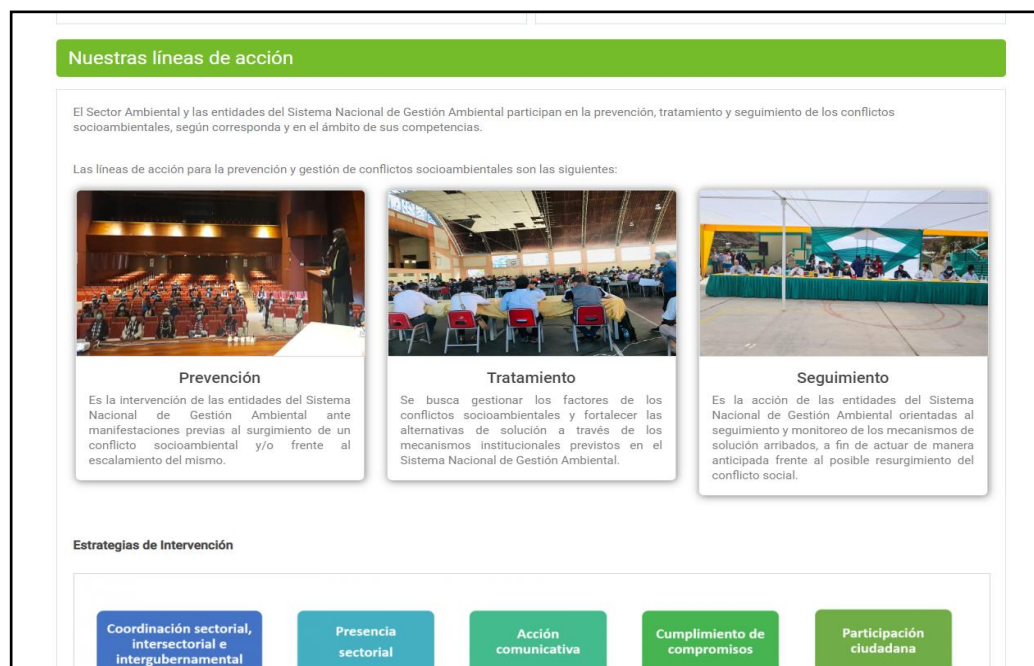 Nuestras líneas de acción
El Sector Ambiental y las entidades del Sistema Nacional de Gestión Ambiental participan en la prevención, tratamiento y seguimiento de los conflictos
socioambientales, según corresponda y en el ámbito de sus competencias.
Las líneas de acción para la prevención y gestión de conflictos socioambientales son las siguientes:
Prevención
Es la intervención de las entidades del Sistema
Nacional de Gestión Ambiental ante
manifestaciones previas al surgimiento de un
conflicto socioambiental y/o frente al
escalamiento del mismo.
Tratamiento
Se busca gestionar los factores de los
conflictos socioambientales y fortalecer las
alternativas de solución a través de los
mecanismos institucionales previstos en el
Sistema Nacional de Gestión Ambiental.
Seguimiento
Es la acción de las entidades del Sistema
Nacional de Gestión Ambiental orientadas al
seguimiento y monitoreo de los mecanismos de
solución arribados, a fin de actuar de manera
anticipada frente al posible resurgimiento del
conflicto social.
Estrategias de Intervención
Coordinación sectorial,
intersectorial e
intergubernamental
Presencia
sectorial
Acción
comunicativa
Cumplimiento de
compromisos
Participación
ciudadana